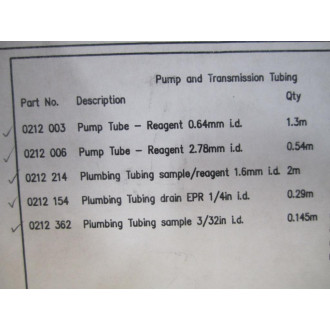 Pump and Transmission Tubing
Part No. Description Qty
0212 003 Pump Tube – Reagent 0.64mm i.d. 1.3m
0212 006 Pump Tube – Reagent 2.78mm i.d. 0.54m
0212 214 Plumbing Tubing sample/reagent 1.6mm i.d. 2m
0212 154 Plumbing Tubing drain EPR 1/4in i.d. 0.29m
0212 362 Plumbing Tubing sample 3/32in i.d. 0.145m